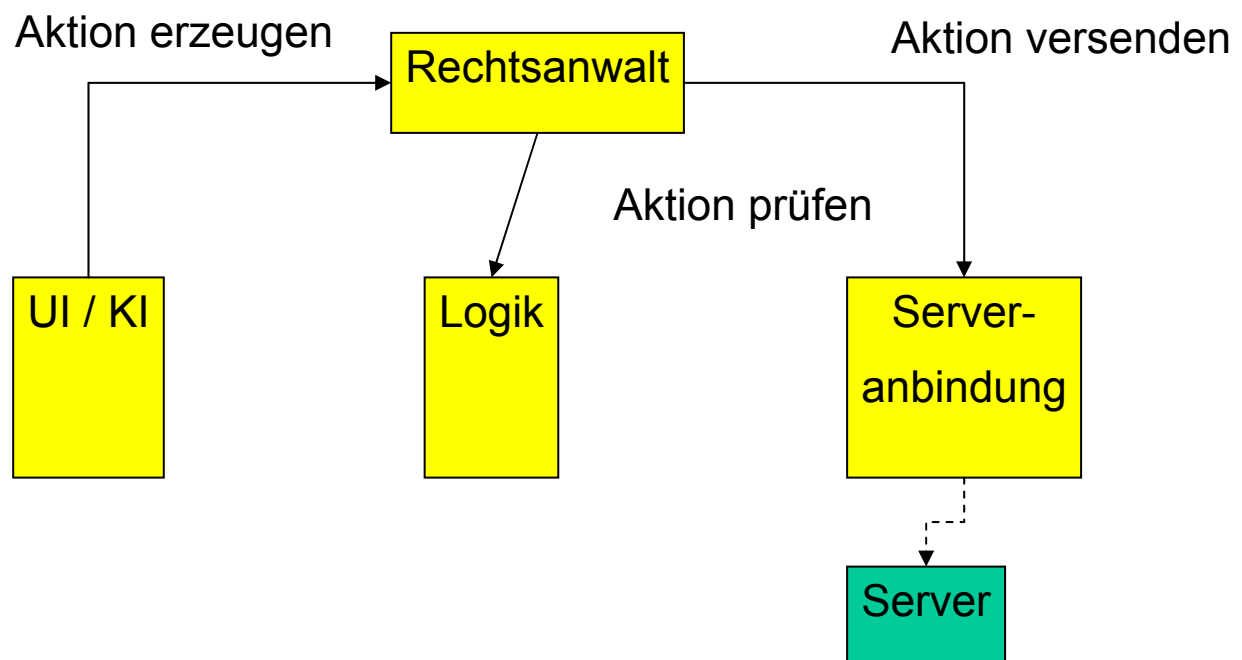 Aktion erzeugen
Rechtsanwalt
Aktion versenden
Aktion prüfen
UI / KI
Logik
Server-
anbindung
Server